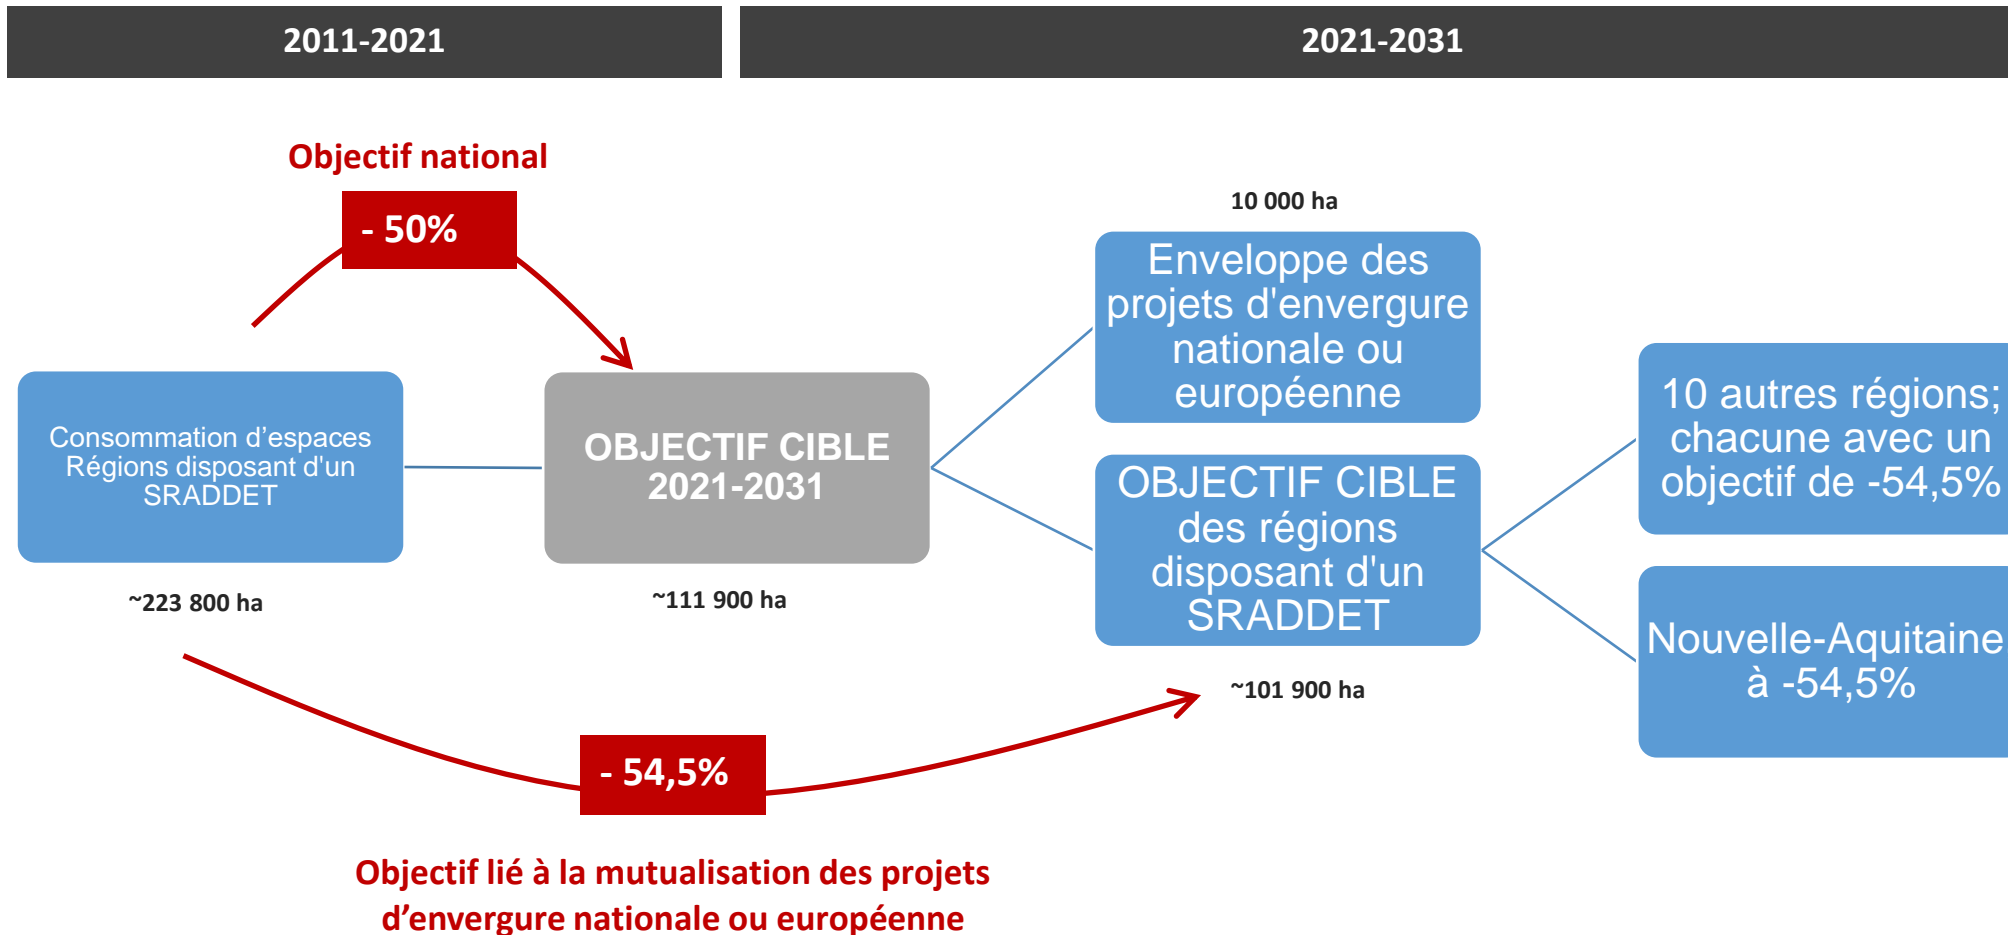 2011-2021
2021-2031
Objectif national
- 50%
10 000 ha
Enveloppe des
projets d'envergure
nationale ou
européenne
Consommation d’espaces
Régions disposant d'un
SRADDET
~223 800 ha
OBJECTIF CIBLE
2021-2031
~111 900 ha
OBJECTIF CIBLE
des régions
disposant d'un
SRADDET
~101 900 ha
10 autres régions;
chacune avec un
objectif de -54,5%
Nouvelle-Aquitaine,
à -54,5%
- 54,5%
Objectif lié à la mutualisation des projets
d’envergure nationale ou européenne